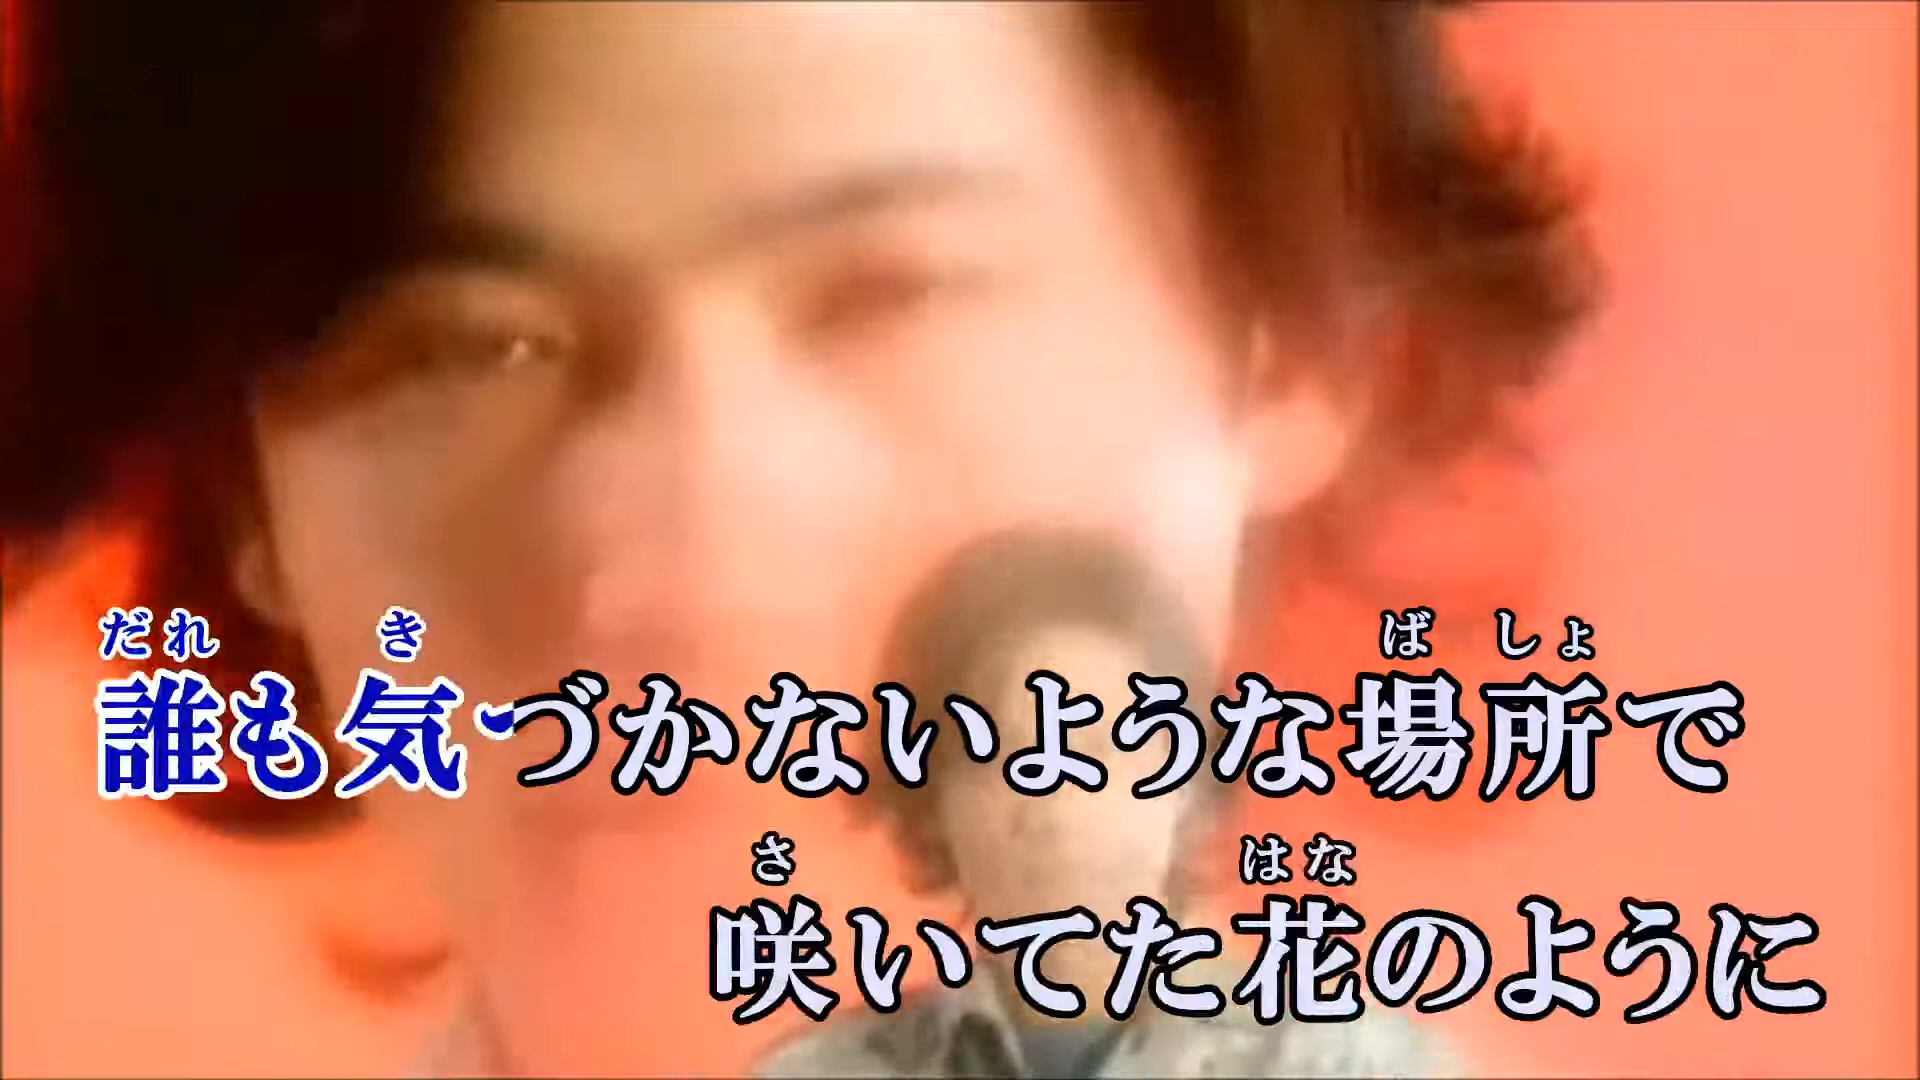 だれ き ば しょ
誰も気づかないような場所で
さ はな
咲いてた花のように